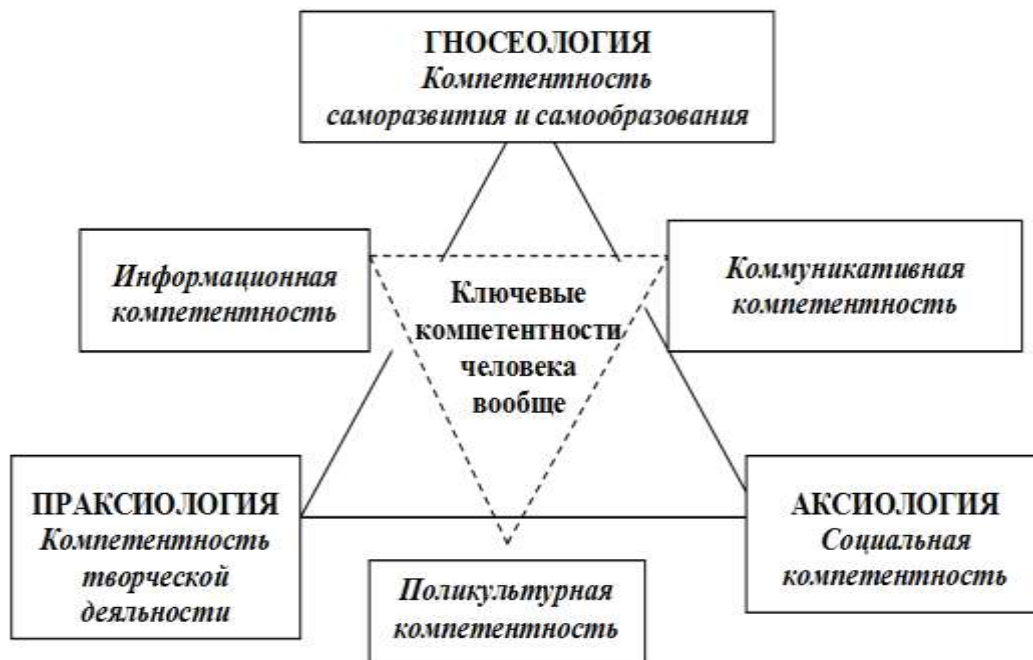 ГНОСЕОЛОГИЯ
Компетентность
саморазвития и самообразования
Информационная
компетентность
Коммуникативная
компетентность
Ключевые
компетентности
человека
вообще
ПРАКСИОЛОГИЯ
Компетентность
творческой
деяльности
АКСИОЛОГИЯ
Социальная
компетентность
Поликультурная
компетентность